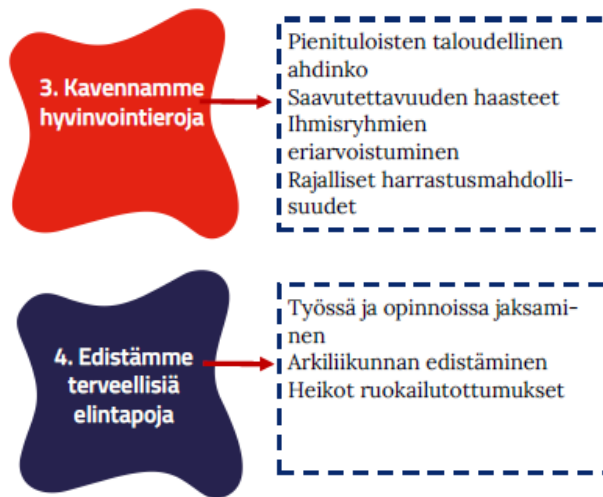 3. Kavennamme
hyvinvointieroja
Pienituloisten taloudellinen
ahdinko
Saavutettavuuden haasteet
Ihmisryhmien
eriarvoistuminen
Rajalliset harrastusmahdolli-
suudet
4. Edistämme
terveellisiä
elintapoja
Työssä ja opinnoissa jaksami-
nen
Arkiliikunnan edistäminen
Heikot ruokailutottumukset